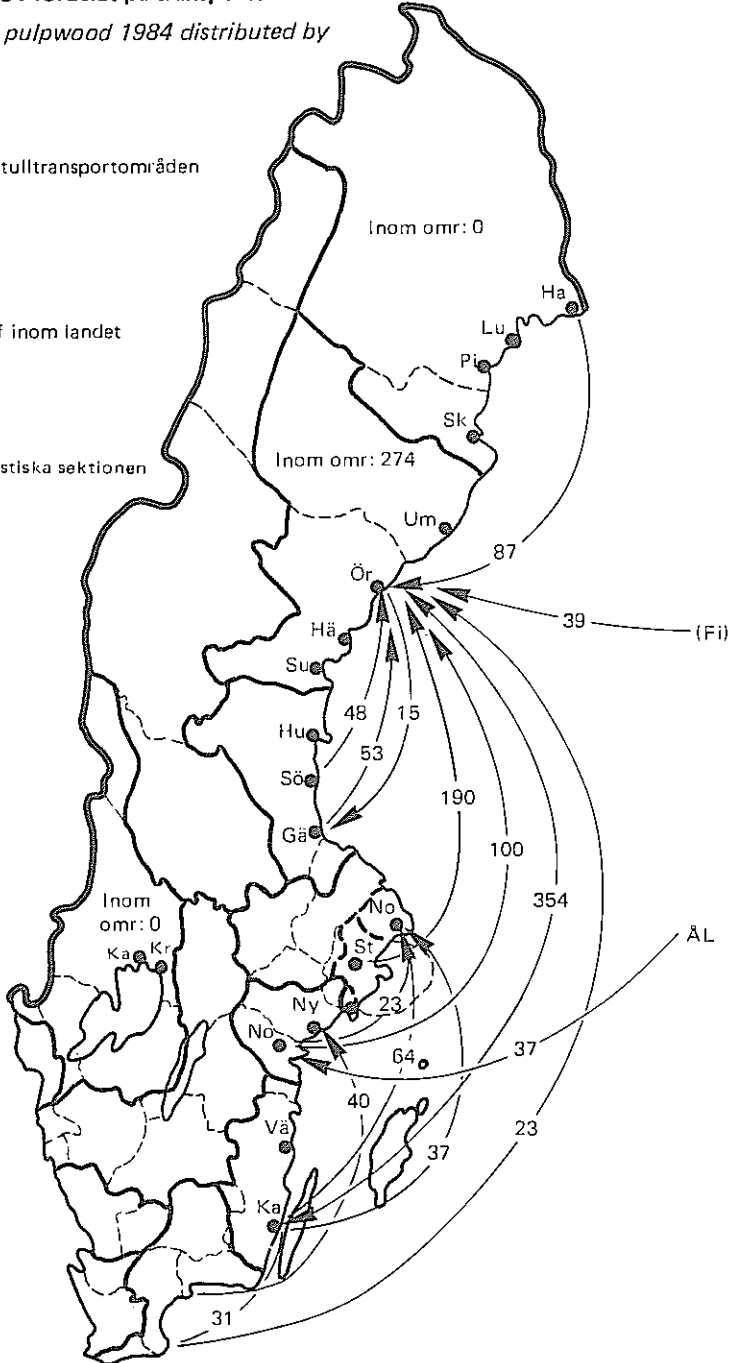 pulpwood 1984 distributed by
tulltransportområden
Inom omr: 0
Ha
Lu
inom landet
Pi
Sk
stiska sektionen
Inom omr: 274
Um
87
Ör
39
(Fi)
Hä
Su
48
15
Hu
53
Sö
190
Gä
100
354
Inom
omr: 0
No
Ka
Kr
St
ÅL
Ny
23
No
64
37
40
23
Vä
37
Ka
31